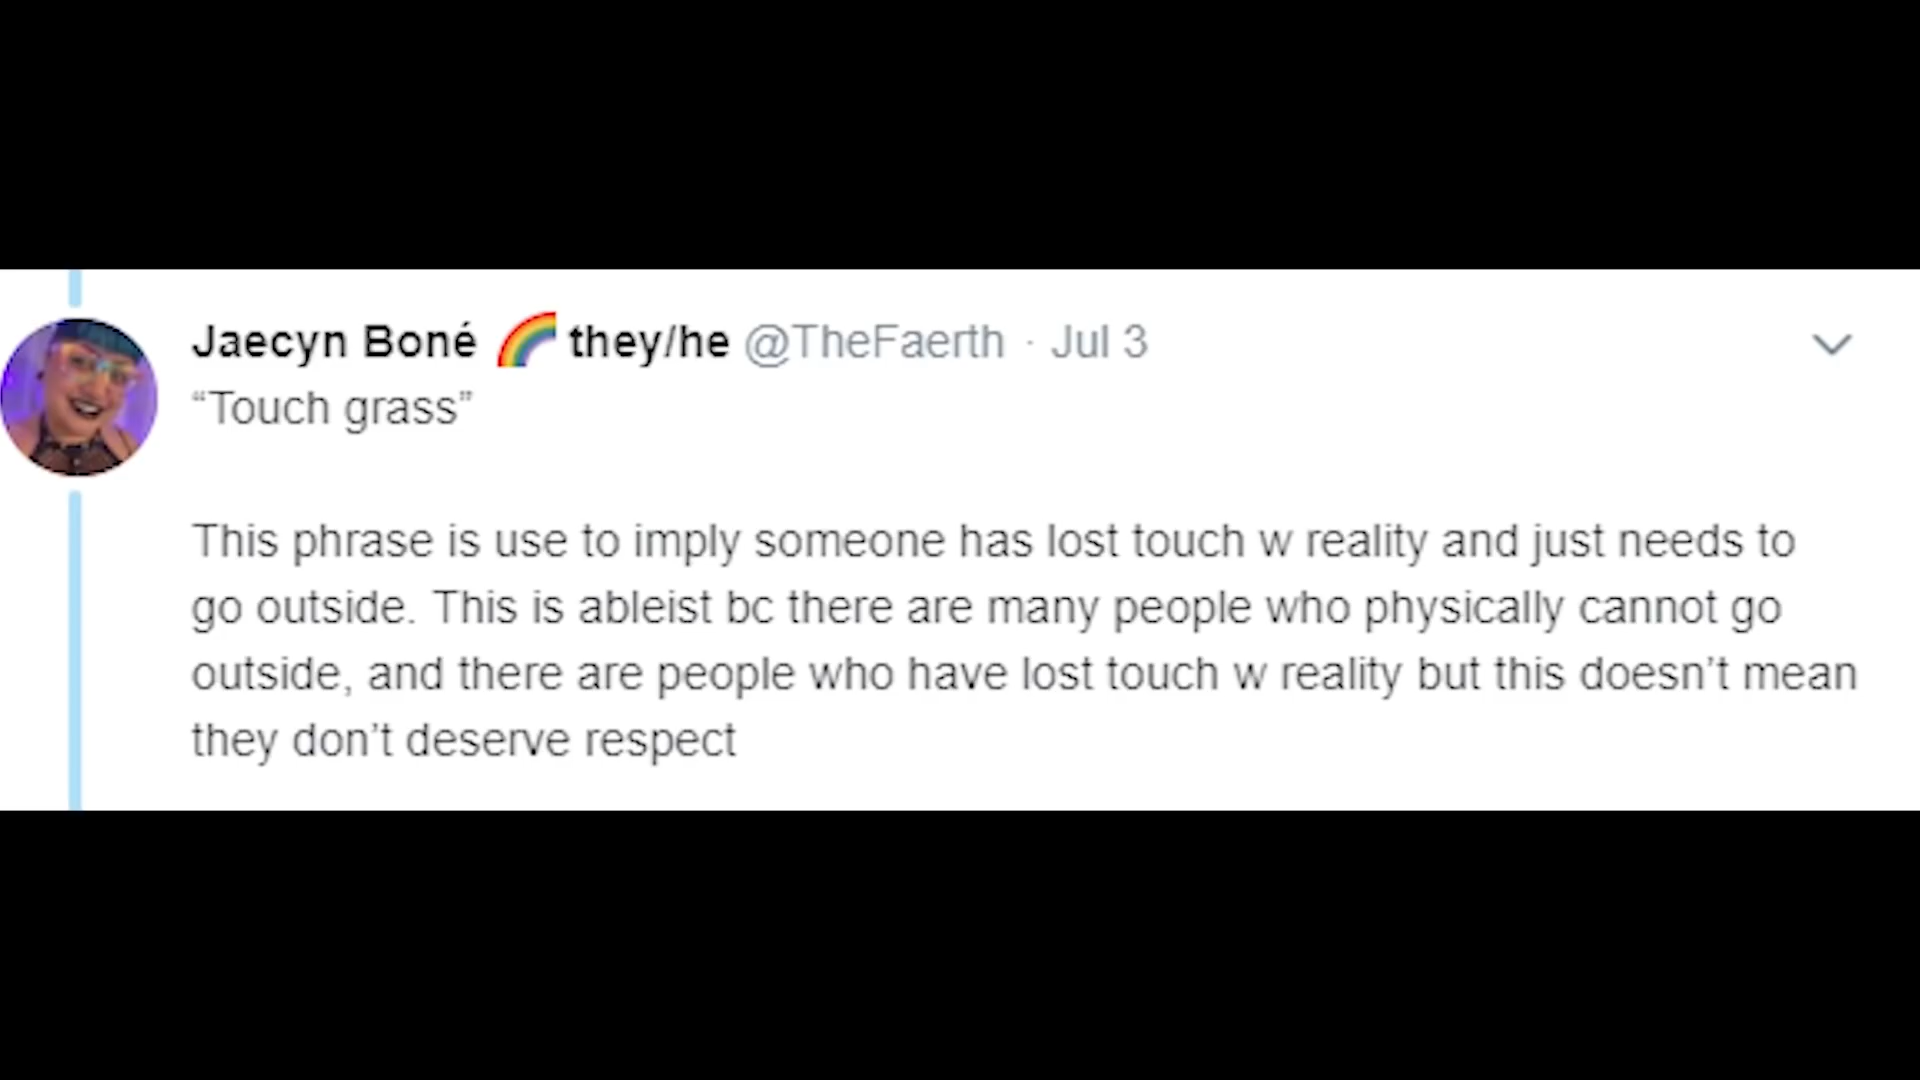 Jaecyn Boné 🌈 they/he @TheFaerth · Jul 3
“Touch grass”
This phrase is use to imply someone has lost touch w reality and just needs to
go outside. This is ableist bc there are many people who physically cannot go
outside, and there are people who have lost touch w reality but this doesn’t mean
they don’t deserve respect